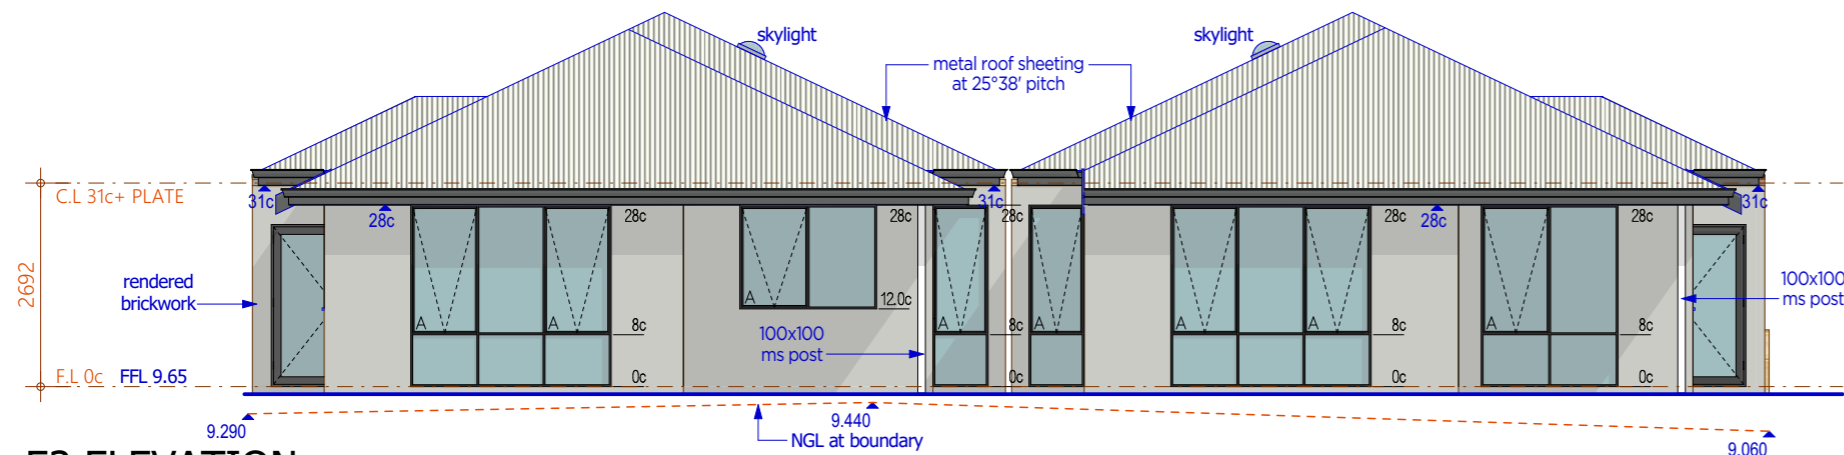 skylight
skylight
metal roof sheeting
at 25°38' pitch
C.L 31c+ PLATE
31c
28c
28c
28c
31c
28c
28c
28c
28c
31c
2692
rendered
brickwork
A
A
A
12.0c
A
A
A
A
A
8c
8c
8c
8c
100x100
ms post
100x100
ms post
F.L 0c
FFL 9.65
0c
0c
0c
0c
9.290
9.440
NGL at boundary
9.060